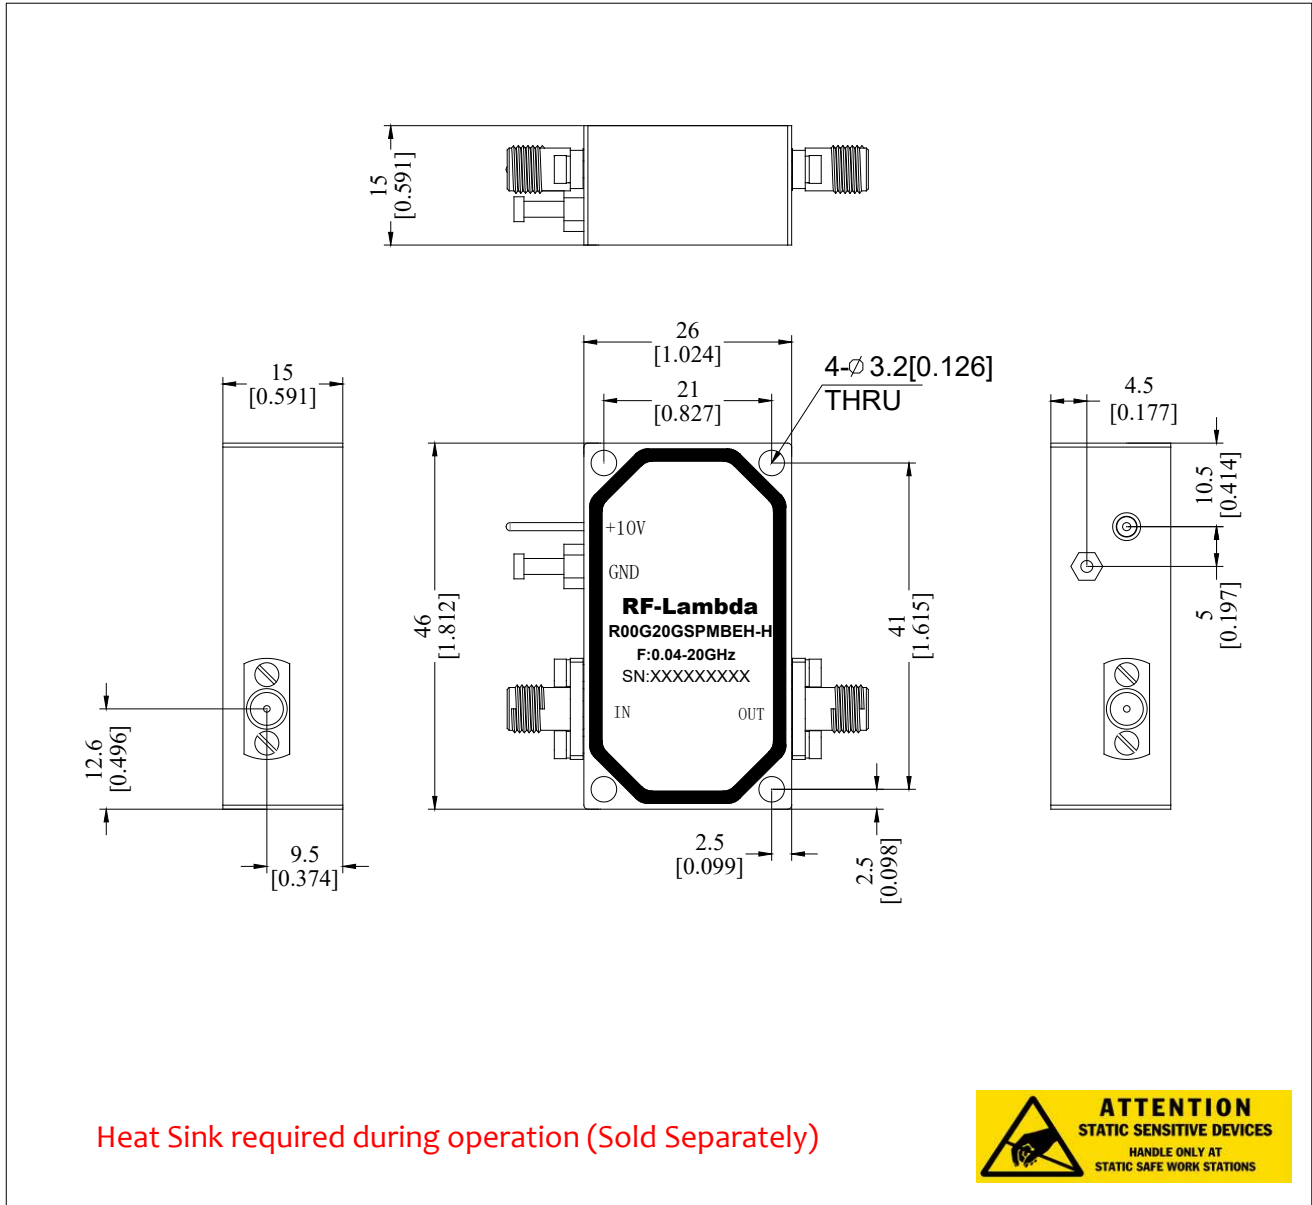 15
[0.591]
26
[1.024]
21
[0.827]
4-∅ 3.2[0.126]
THRU
15
[0.591]
4.5
[0.177]
10.5
[0.414]
5
[0.197]
46
[1.812]
41
[1.615]
+10V
GND
RF-Lambda
R00G20GSPMBEH-H
F:0.04-20GHz
SN:XXXXXXXXX
IN
OUT
12.6
[0.496]
9.5
[0.374]
2.5
[0.099]
2.5
[0.098]
Heat Sink required during operation (Sold Separately)
ATTENTION
STATIC SENSITIVE DEVICES
HANDLE ONLY AT
STATIC SAFE WORK STATIONS